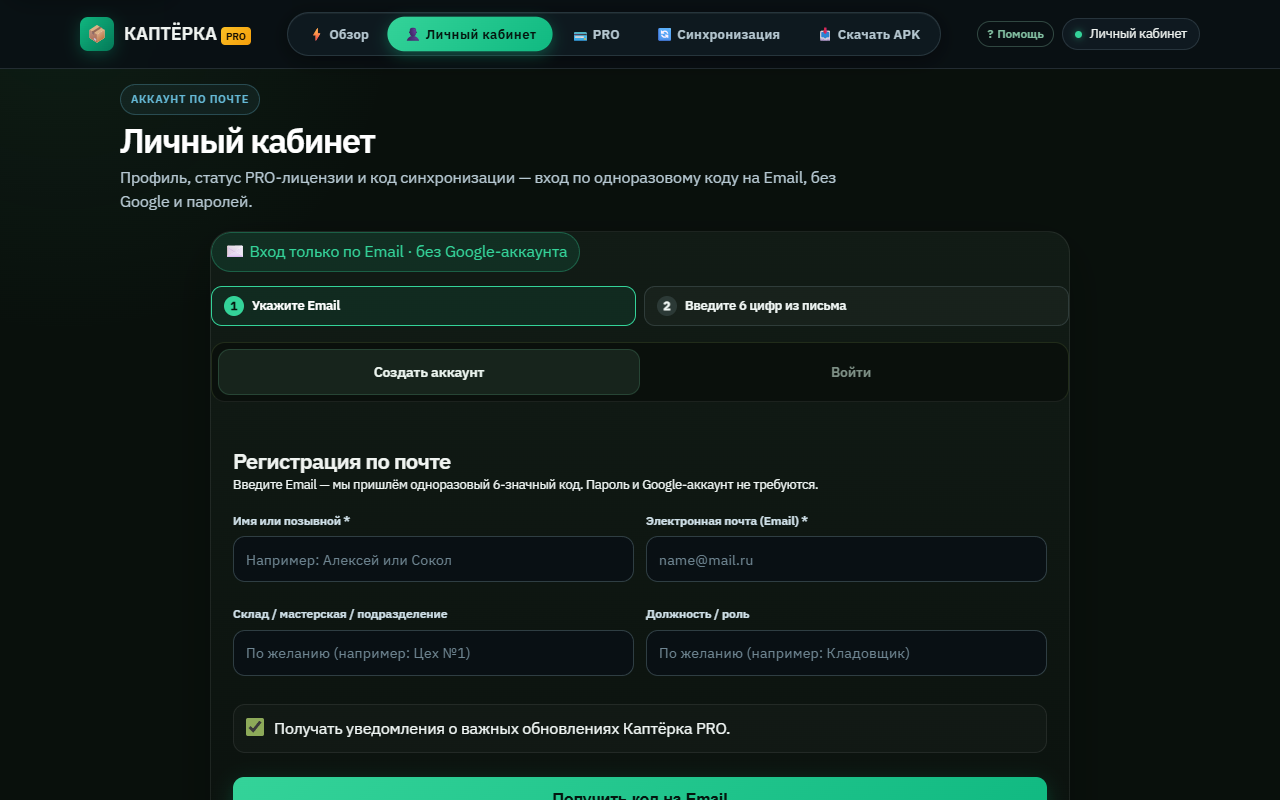 КАПТЁРКА PRO
Обзор
Личный кабинет
PRO
Синхронизация
Скачать APK
? Помощь
Личный кабинет
АККАУНТ ПО ПОЧТЕ
Личный кабинет
Профиль, статус PRO-лицензии и код синхронизации — вход по одноразовому коду на Email, без
Google и паролей.
Вход только по Email · без Google-аккаунта
1 Укажите Email
2 Введите 6 цифр из письма
Создать аккаунт
Войти
Регистрация по почте
Введите Email — мы пришлём одноразовый 6-значный код. Пароль и Google-аккаунт не требуются.
Имя или позывной *
Электронная почта (Email) *
Например: Алексей или Сокол
name@mail.ru
Склад / мастерская / подразделение
Должность / роль
По желанию (например: Цех №1)
По желанию (например: Кладовщик)
Получать уведомления о важных обновлениях Каптёрка PRO.
Получить код на Email